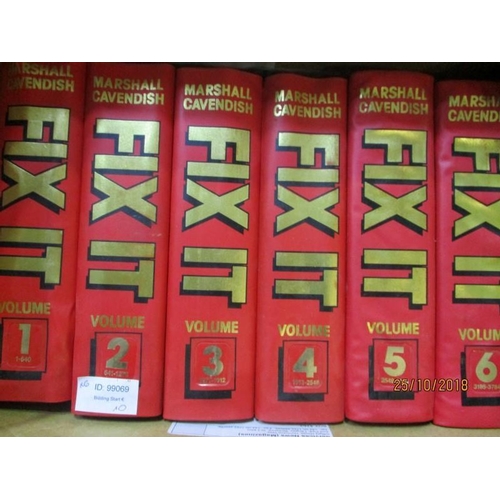 MARSHALL
CAVENDISH
FIX IT
VOLUME
1
1-640
MARSHALL
CAVENDISH
FIX IT
VOLUME
2
MARSHALL
CAVENDISH
FIX IT
VOLUME
3
MARSHALL
CAVENDISH
FIX IT
VOLUME
4
MARSHALL
CAVENDISH
FIX IT
VOLUME
5
MARSHALL
CAVENDISH
FIX IT
VOLUME
6
ID: 99069
25/10/2018